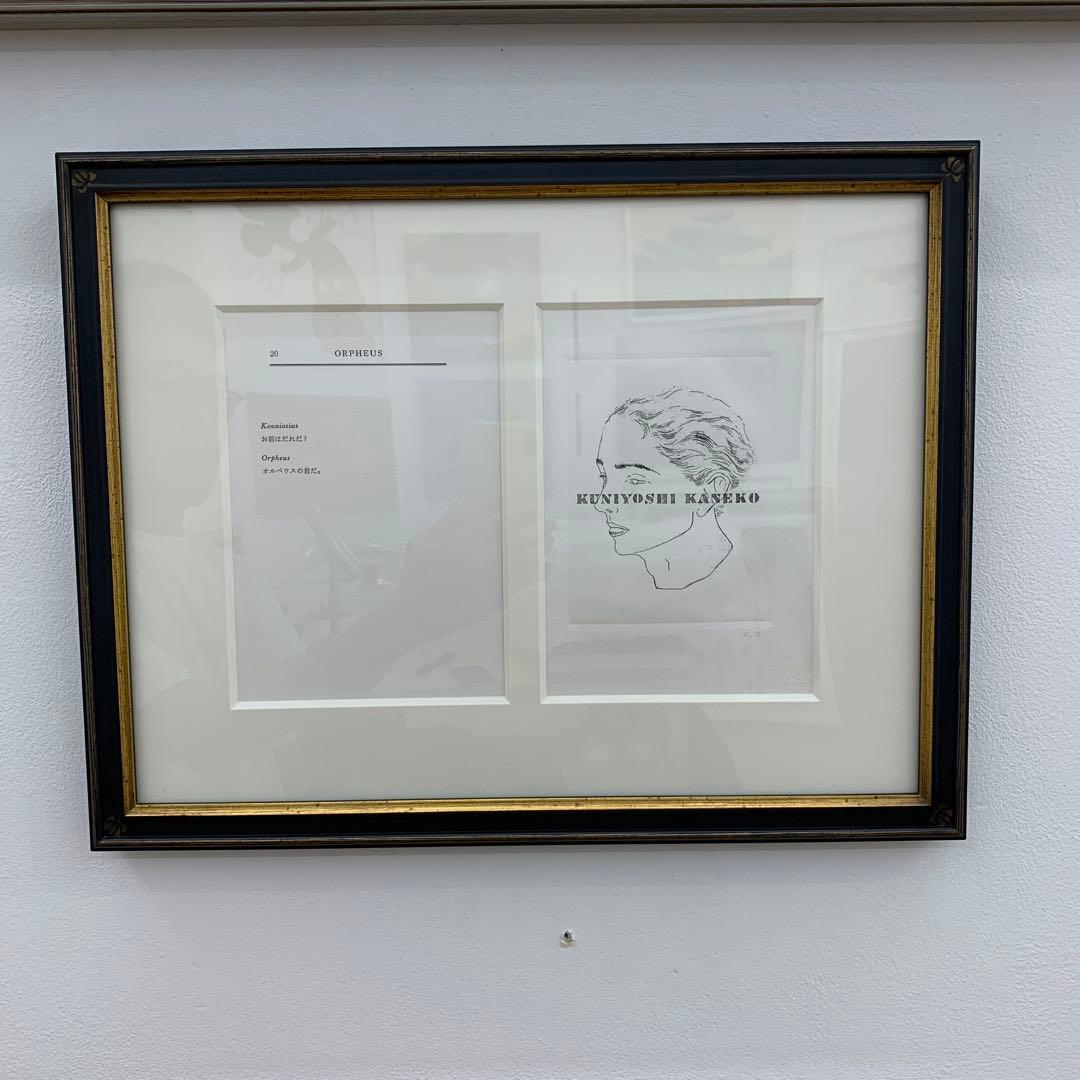 20 ORPHEUS
Kouniosius
お前はだれだ?
Orpheus
オルペウスの首だ。
KUNIYOSHI KANEKO